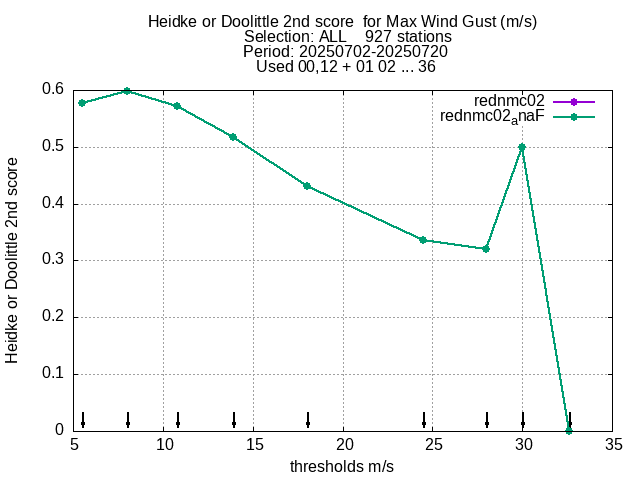 Heidke or Doolittle 2nd score  for Max Wind Gust (m/s)
Selection: ALL    927 stations
Period: 20250702-20250720
Used 00,12 + 01 02 ... 36
rednmc02
rednmc02_anaF
0.6
0.5
0.4
0.3
0.2
0.1
0
Heidke or Doolittle 2nd score
5 10 15 20 25 30 35
thresholds m/s